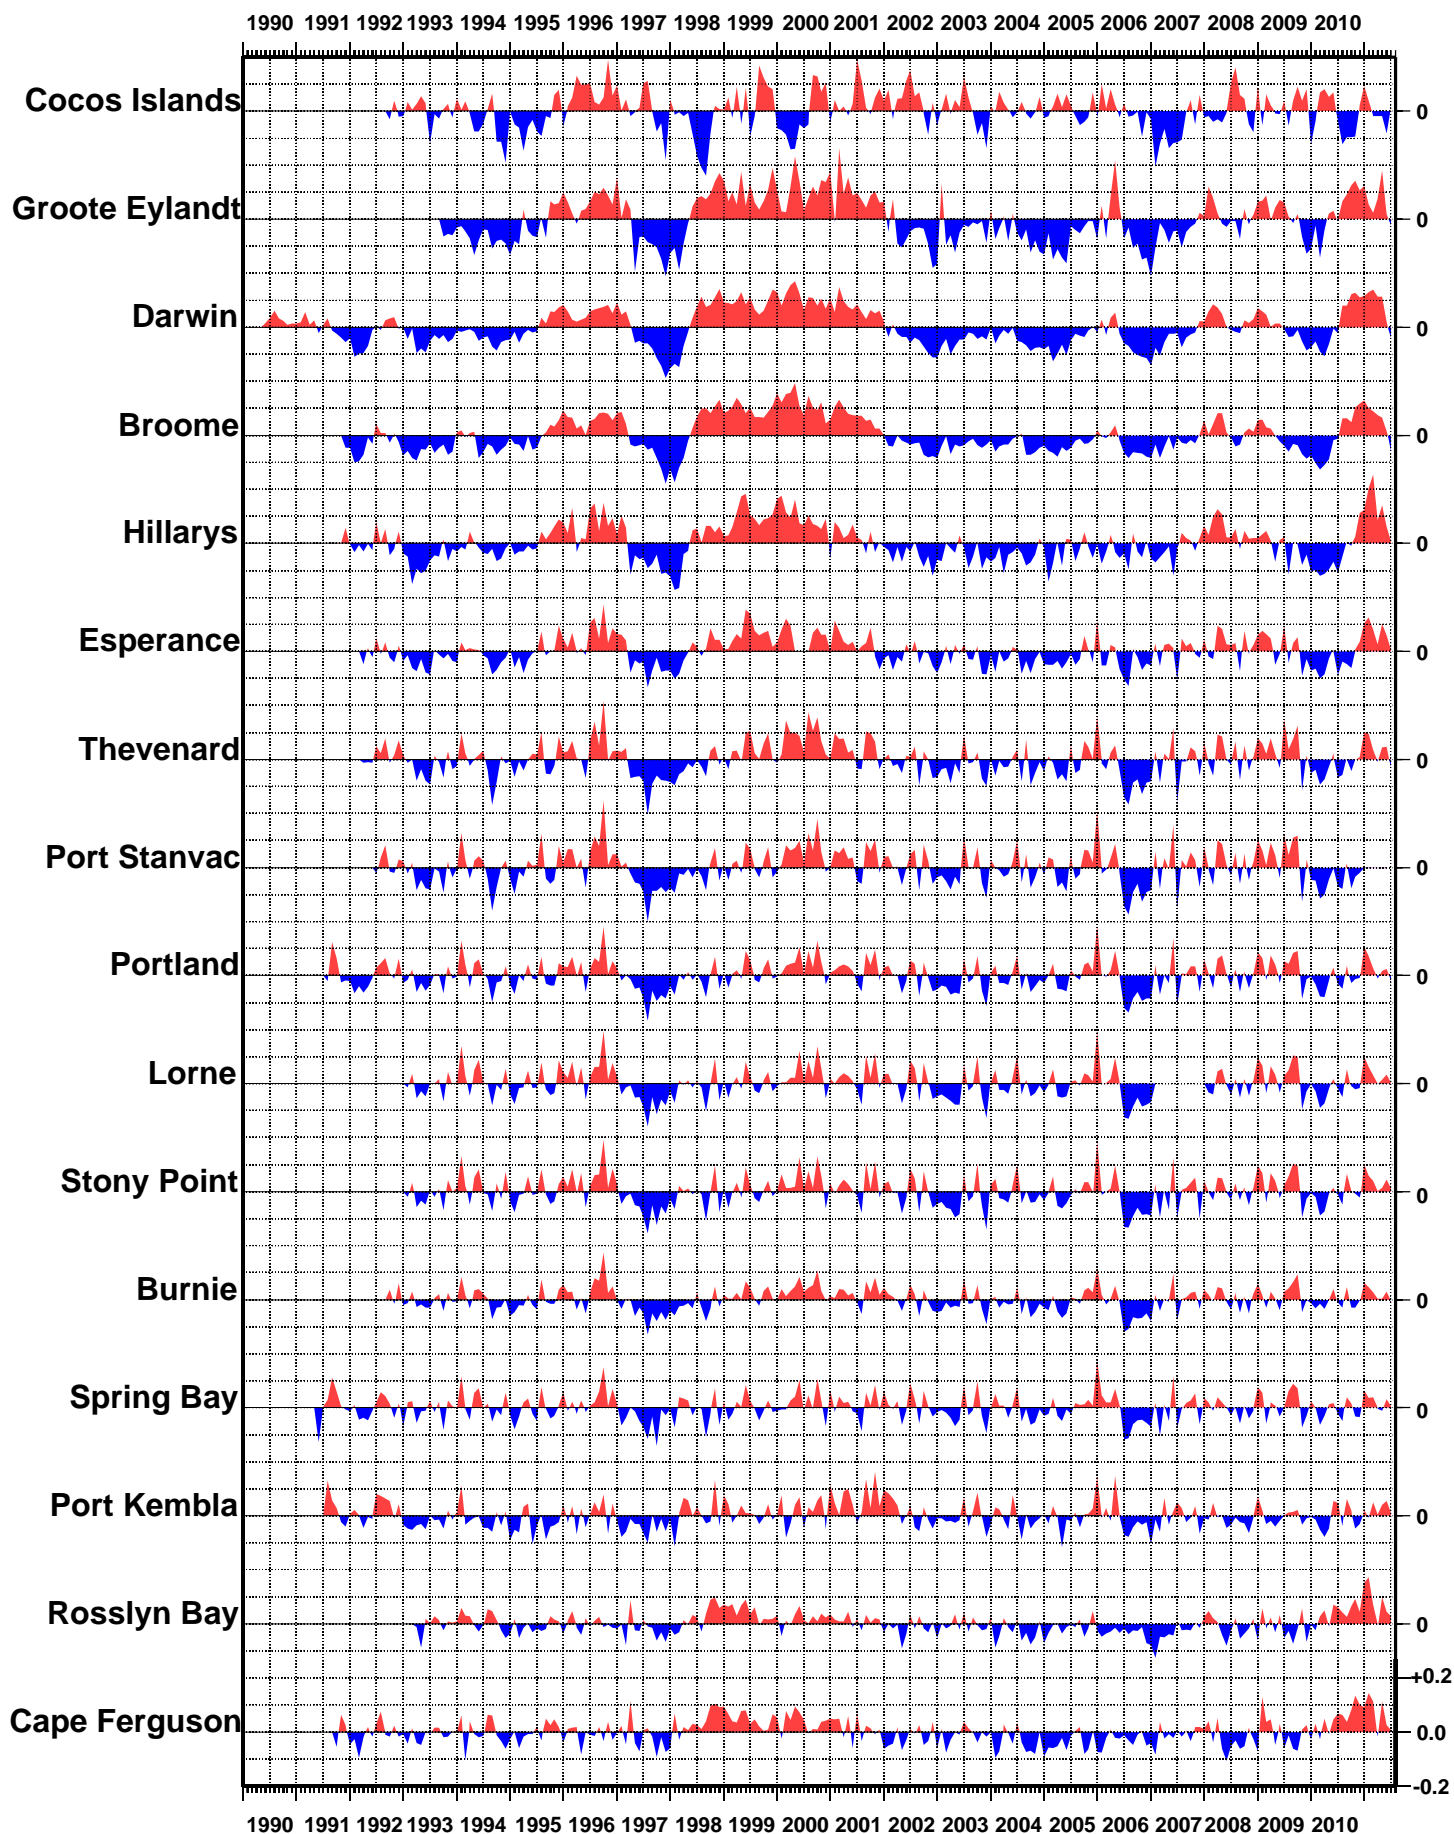 1990 1991 1992 1993 1994 1995 1996 1997 1998 1999 2000 2001 2002 2003 2004 2005 2006 2007 2008 2009 2010
Cocos Islands 0
Groote Eylandt 0
Darwin 0
Broome 0
Hillarys 0
Esperance 0
Thevenard 0
Port Stanvac 0
Portland 0
Lorne 0
Stony Point 0
Burnie 0
Spring Bay 0
Port Kembla 0
Rosslyn Bay 0
+0.2
Cape Ferguson 0.0
-0.2
1990 1991 1992 1993 1994 1995 1996 1997 1998 1999 2000 2001 2002 2003 2004 2005 2006 2007 2008 2009 2010